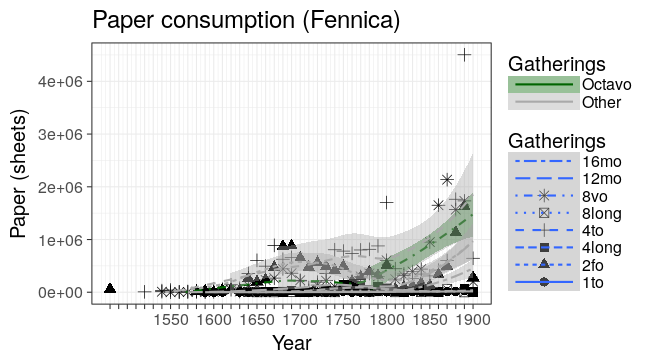 Paper consumption (Fennica)
Paper (sheets)
4e+06
3e+06
2e+06
1e+06
0e+00
1550 1600 1650 1700 1750 1800 1850 1900
Year
Gatherings
Octavo
Other
Gatherings
16mo
12mo
8vo
8long
4to
4long
2fo
1to